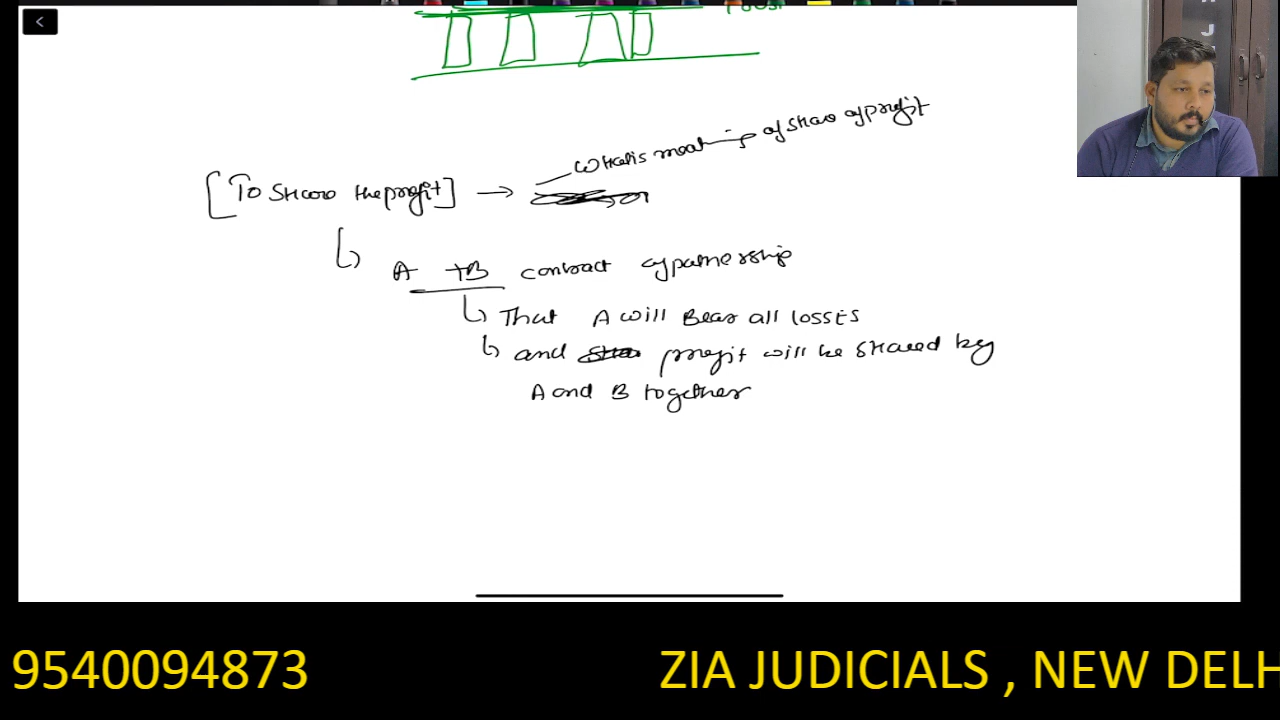 What is meaning of share of profit
[To share the profit] →
A + B contract of partnership
That A will Bear all losses
and profit will be shared by
A and B together
9540094873 ZIA JUDICIALS , NEW DELH